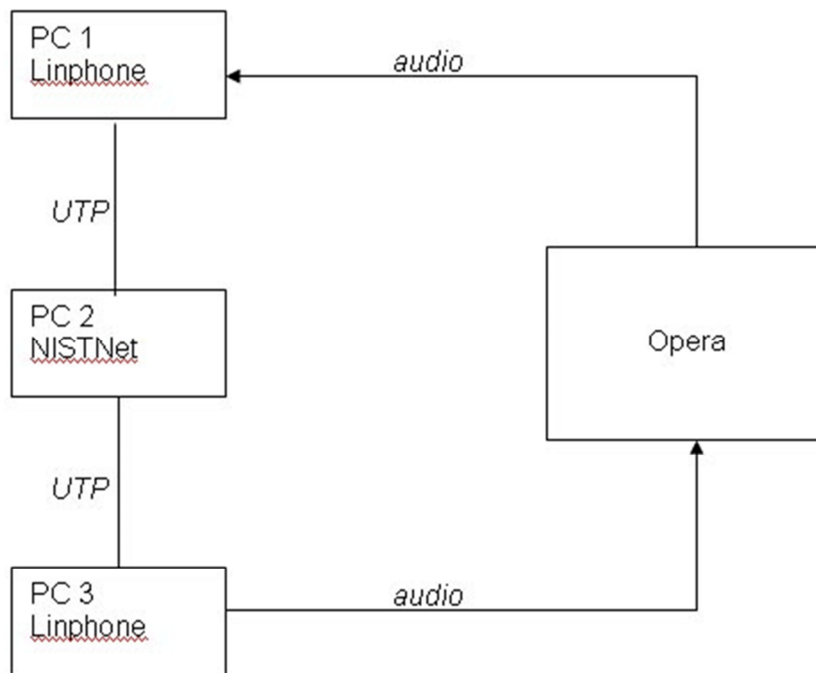 PC 1
Linphone
audio
UTP
PC 2
NISTNet
Opera
UTP
PC 3
Linphone
audio